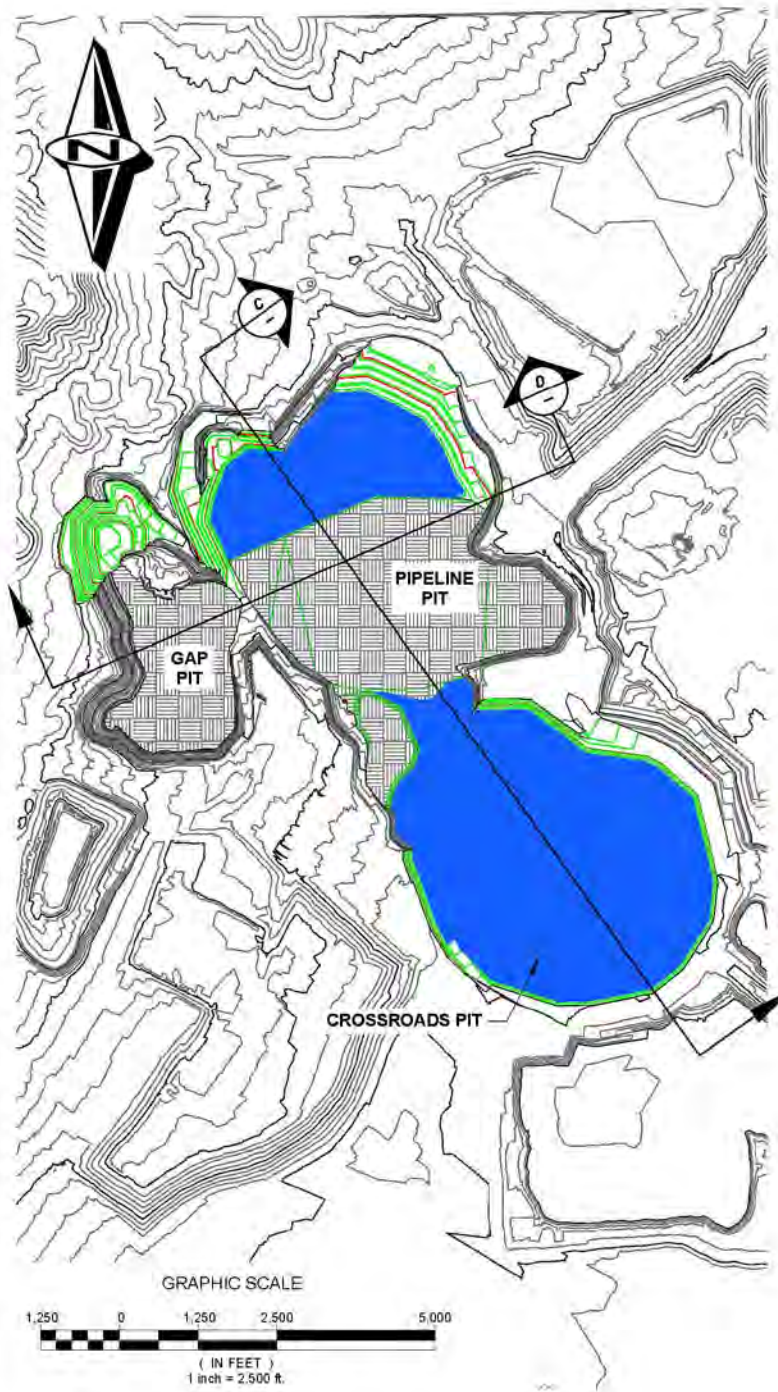 N
C
D
PIPELINE
PIT
GAP
PIT
CROSSROADS PIT
GRAPHIC SCALE
1,250 0 1,250 2,500 5,000
( IN FEET )
1 inch = 2,500 ft.